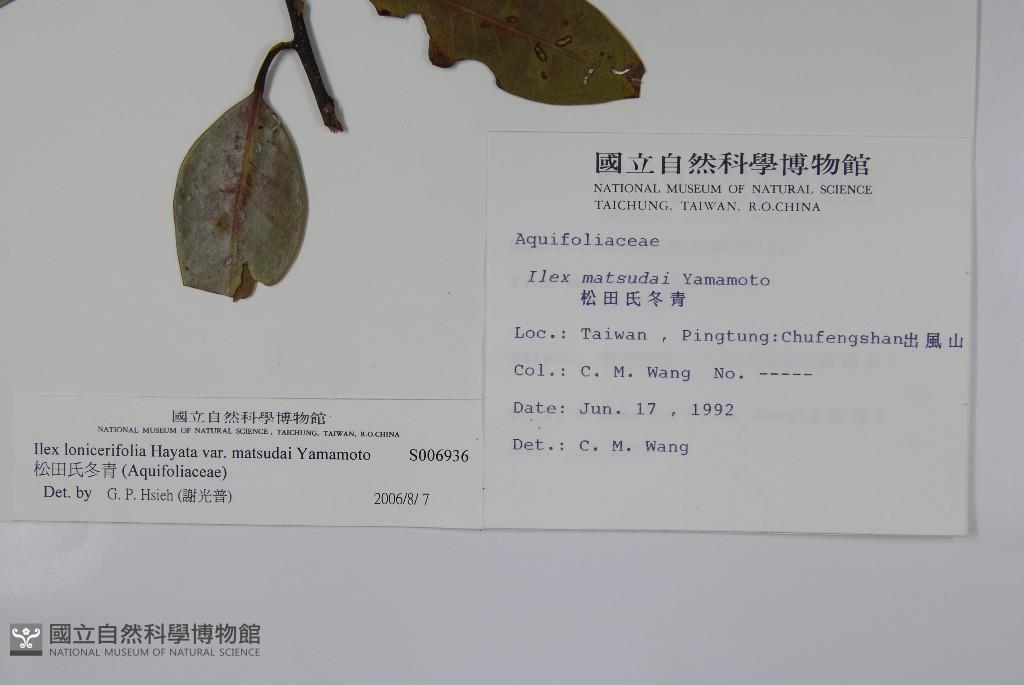 國立自然科學博物館
NATIONAL MUSEUM OF NATURAL SCIENCE
TAICHUNG, TAIWAN, R.O.CHINA
Aquifoliaceae
Ilex matsudai Yamamoto
松田氏冬青
Loc.: Taiwan , Pingtung:Chufengshan出風山
Col.: C. M. Wang No. -----
Date: Jun. 17 , 1992
Det.: C. M. Wang
國立自然科學博物館
NATIONAL MUSEUM OF NATURAL SCIENCE, TAICHUNG, TAIWAN, R.O.CHINA
Ilex lonicerifolia Hayata var. matsudai Yamamoto S006936
松田氏冬青 (Aquifoliaceae)
Det. by G. P. Hsieh (謝光普) 2006/8/7
國立自然科學博物館
NATIONAL MUSEUM OF NATURAL SCIENCE